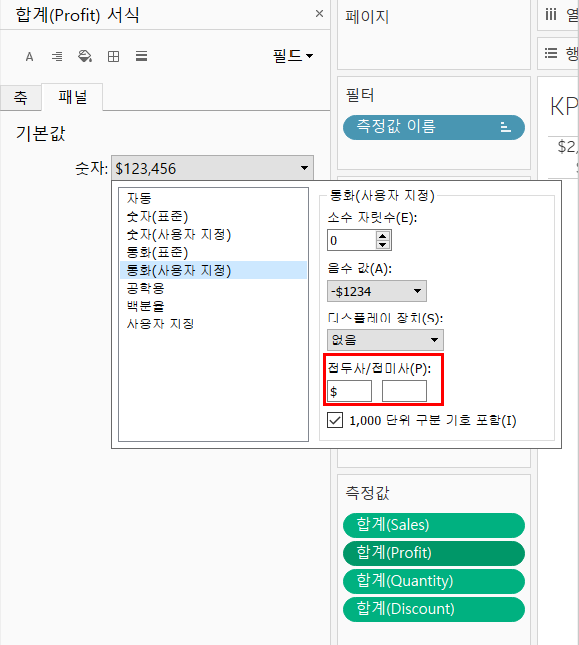 합계(Profit) 서식
×
A
필드
축
패널
기본값
숫자:
$123,456
자동
숫자(표준)
숫자(사용자 지정)
통화(표준)
통화(사용자 지정)
공학용
백분율
사용자 지정
통화(사용자 지정)
소수 자릿수(E):
0
음수 값(A):
-$1234
디스플레이 장치(S):
없음
접두사/접미사(P):
$
1,000 단위 구분 기호 포함(I)
페이지
필터
측정값 이름
측정값
합계(Sales)
합계(Profit)
합계(Quantity)
합계(Discount)
열
행
KP
$2,